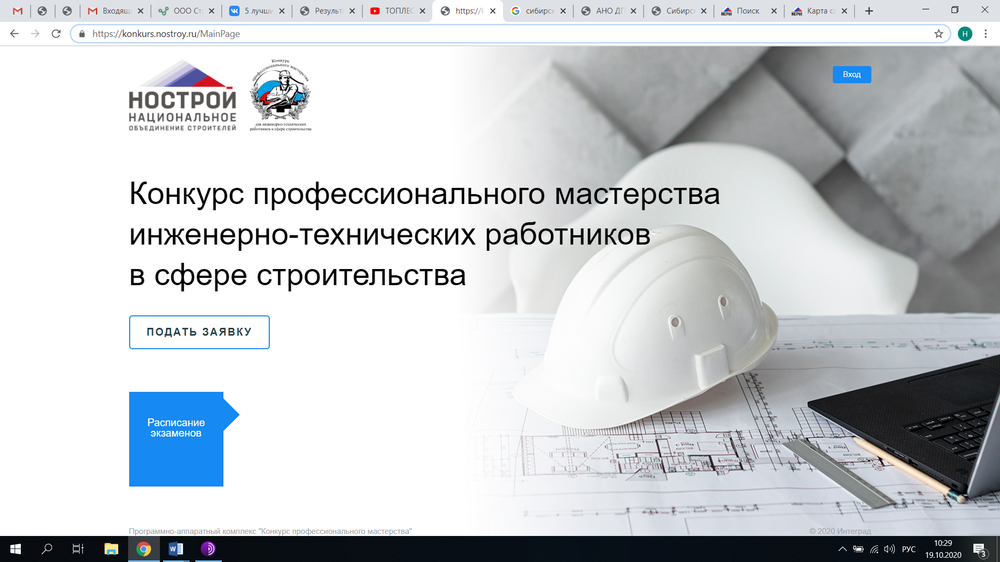 Входящ
ООО Стр
5 лучши
Результа
ТОПЛЕС
https://k
сибирск
АНО ДП
Сибирс
Поиск
Карта са
https://konkurs.nostroy.ru/MainPage
Н
НОСТРОЙ
НАЦИОНАЛЬНОЕ
ОБЪЕДИНЕНИЕ СТРОИТЕЛЕЙ
Конкурс
профессионального мастерства
для инженерно-технических
работников в сфере строительства
Вход
Конкурс профессионального мастерства
инженерно-технических работников
в сфере строительства
ПОДАТЬ ЗАЯВКУ
Расписание
экзаменов
Программно-аппаратный комплекс "Конкурс профессионального мастерства"
© 2020 Интеград
РУС
10:29
19.10.2020
3